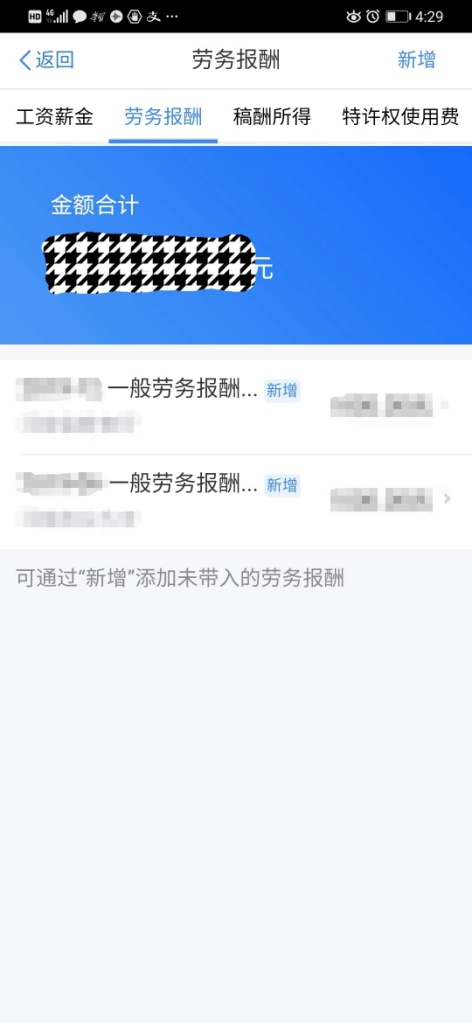 HD 4G 支 ... 4:29
返回 劳务报酬 新增
工资薪金 劳务报酬 稿酬所得 特许权使用费
金额合计
元
一般劳务报酬... 新增
一般劳务报酬... 新增
可通过“新增”添加未带入的劳务报酬